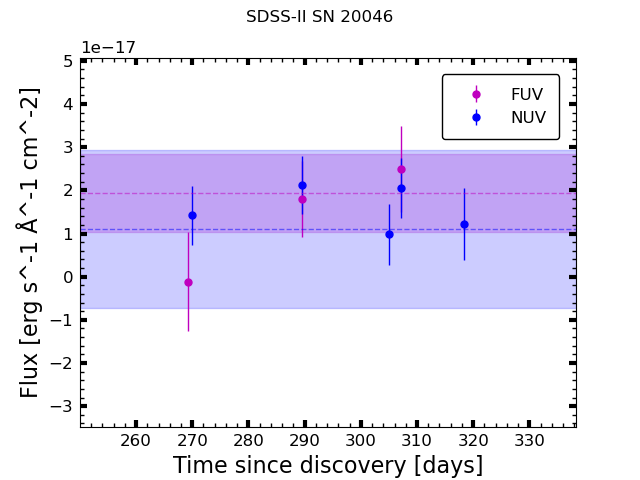 SDSS-II SN 20046
1e−17
FUV
NUV
5
4
3
2
1
0
−1
−2
−3
Flux [erg s^-1 Å^-1 cm^-2]
260 270 280 290 300 310 320 330
Time since discovery [days]